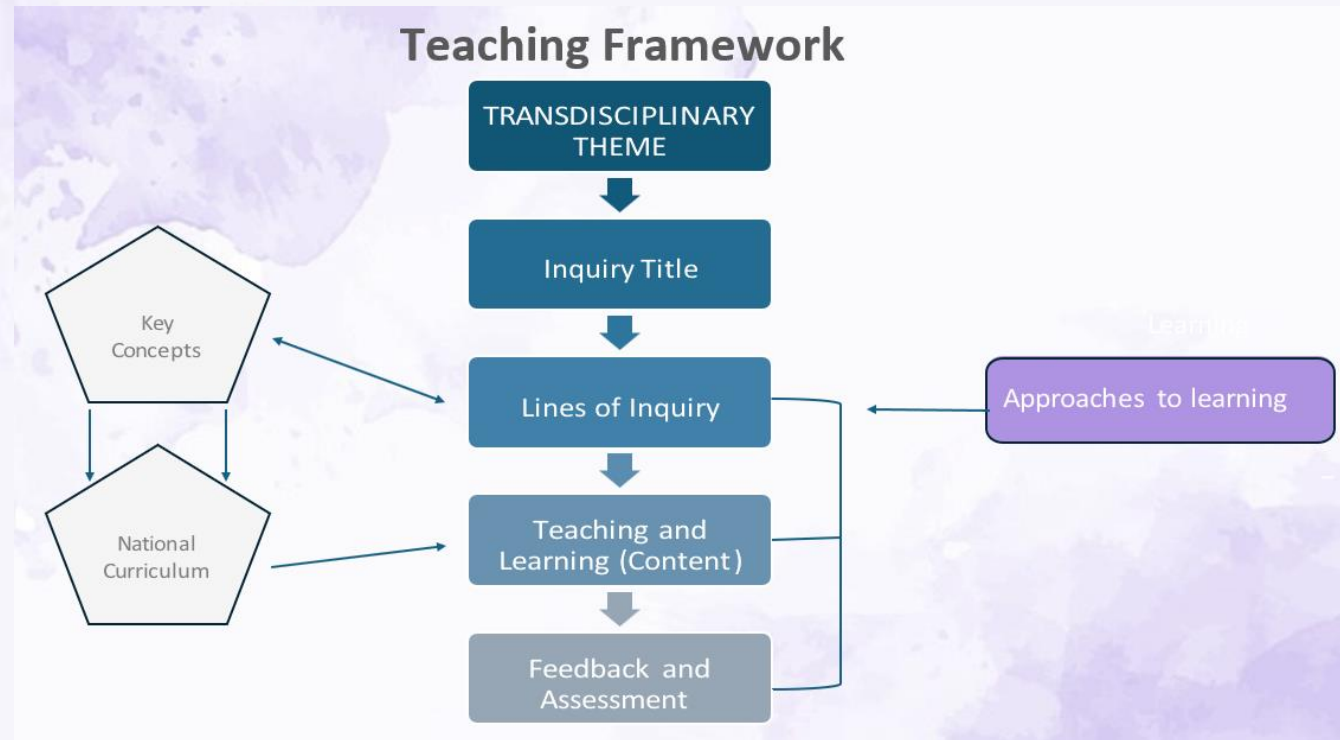 Teaching Framework
TRANSDISCIPLINARY
THEME
Inquiry Title
Key
Concepts
Learning
Lines of Inquiry
Approaches to learning
Teaching and
Learning (Content)
National
Curriculum
Feedback and
Assessment